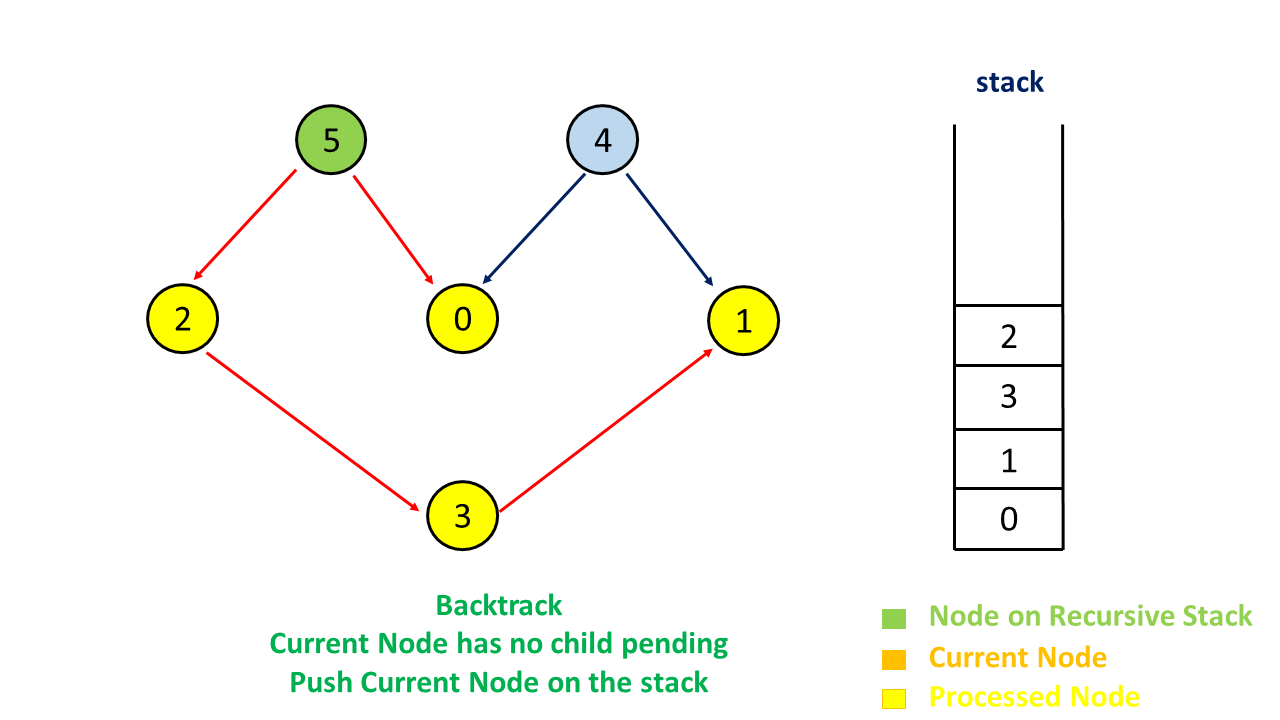 stack
5
4
2
0
1
3
2
3
1
0
Backtrack
Current Node has no child pending
Push Current Node on the stack
Node on Recursive Stack
Current Node
Processed Node